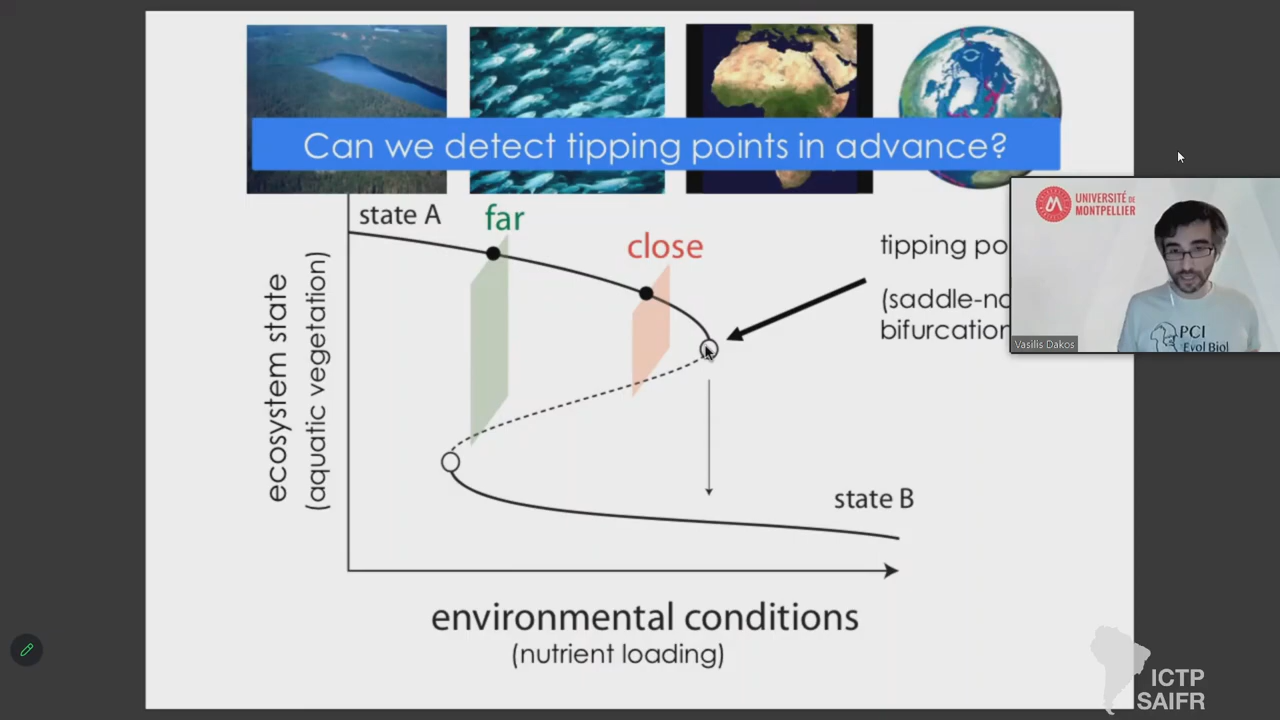 Can we detect tipping points in advance?
state A
far
close
tipping po
(saddle-no
bifurcation
ecosystem state
(aquatic vegetation)
state B
environmental conditions
(nutrient loading)
UNIVERSITÉ DE
MONTPELLIER
PCI
Evol Biol
Vasilis Dakos
ICTP
SAIFR